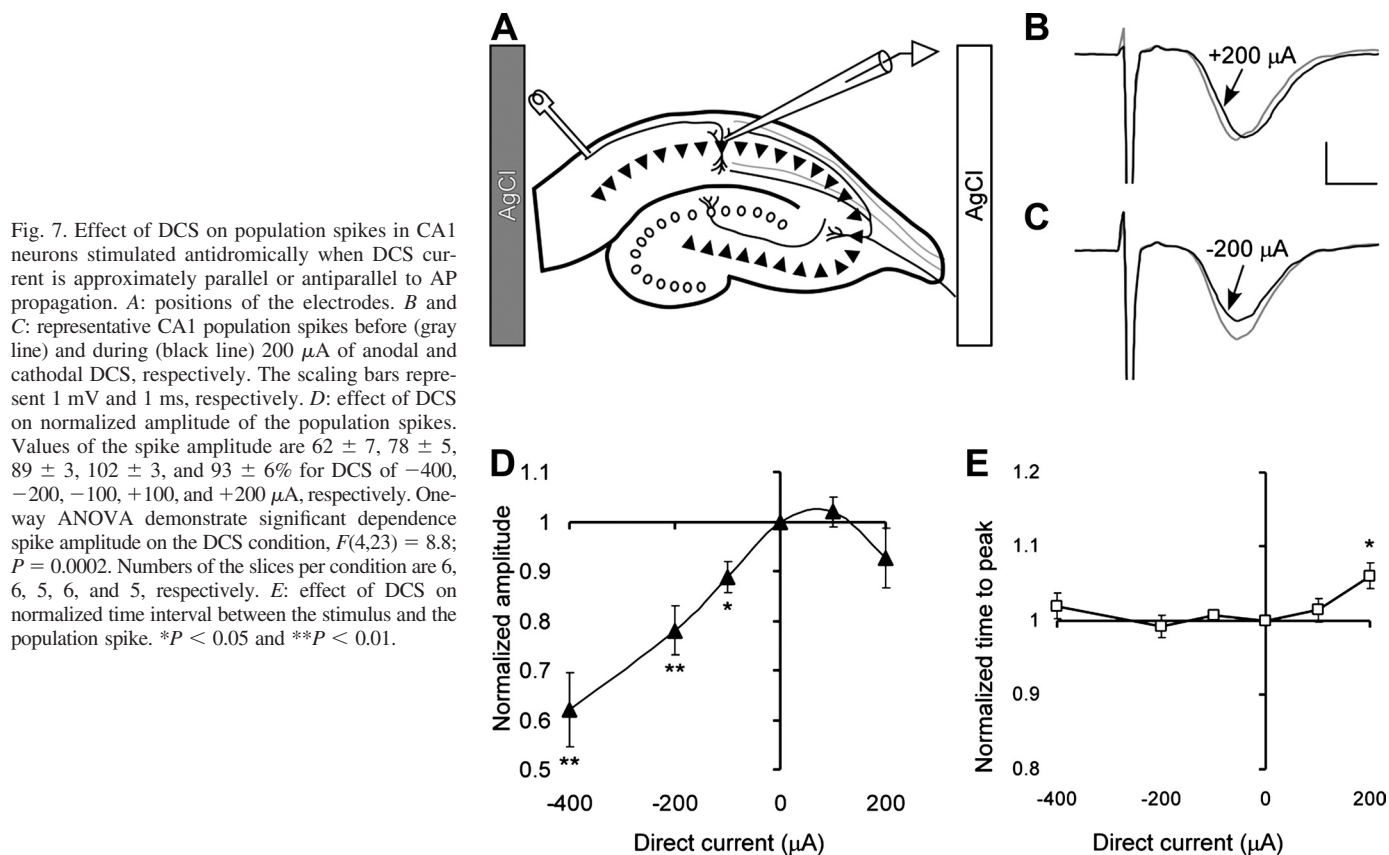 Fig. 7. Effect of DCS on population spikes in CA1
neurons stimulated antidromically when DCS cur-
rent is approximately parallel or antiparallel to AP
propagation. A: positions of the electrodes. B and
C: representative CA1 population spikes before (gray
line) and during (black line) 200 μA of anodal and
cathodal DCS, respectively. The scaling bars repre-
sent 1 mV and 1 ms, respectively. D: effect of DCS
on normalized amplitude of the population spikes.
Values of the spike amplitude are 62 ± 7, 78 ± 5,
89 ± 3, 102 ± 3, and 93 ± 6% for DCS of −400,
−200, −100, +100, and +200 μA, respectively. One-
way ANOVA demonstrate significant dependence
spike amplitude on the DCS condition, F(4,23) = 8.8;
P = 0.0002. Numbers of the slices per condition are 6,
6, 5, 6, and 5, respectively. E: effect of DCS on
normalized time interval between the stimulus and the
population spike. *P < 0.05 and **P < 0.01.
A
AgCl
AgCl
B
+200 μA
C
-200 μA
D
1.1
1
0.9
0.8
0.7
0.6
0.5
Normalized amplitude
**
**
*
-400
-200
0
200
Direct current (μA)
E
1.2
1.1
1
0.9
0.8
Normalized time to peak
*
-400
-200
0
200
Direct current (μA)